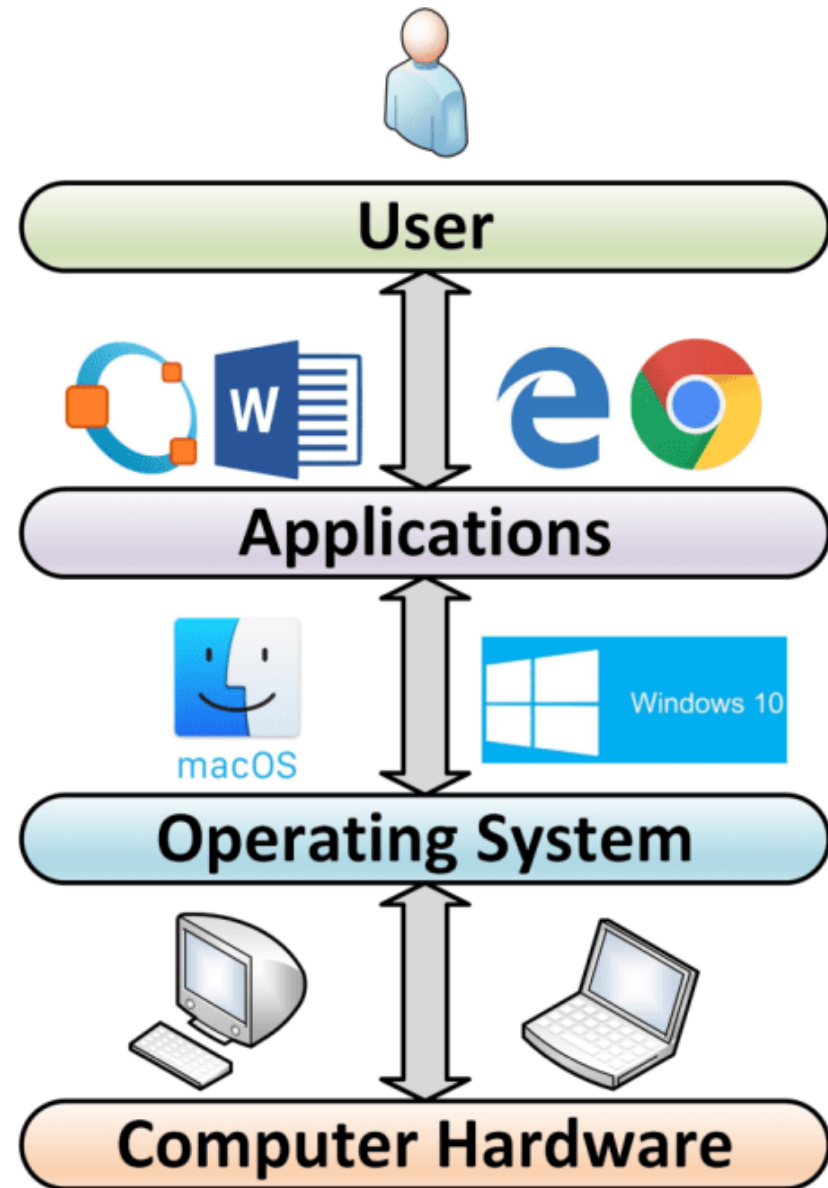 User
W
Applications
macOS
Windows 10
Operating System
Computer Hardware